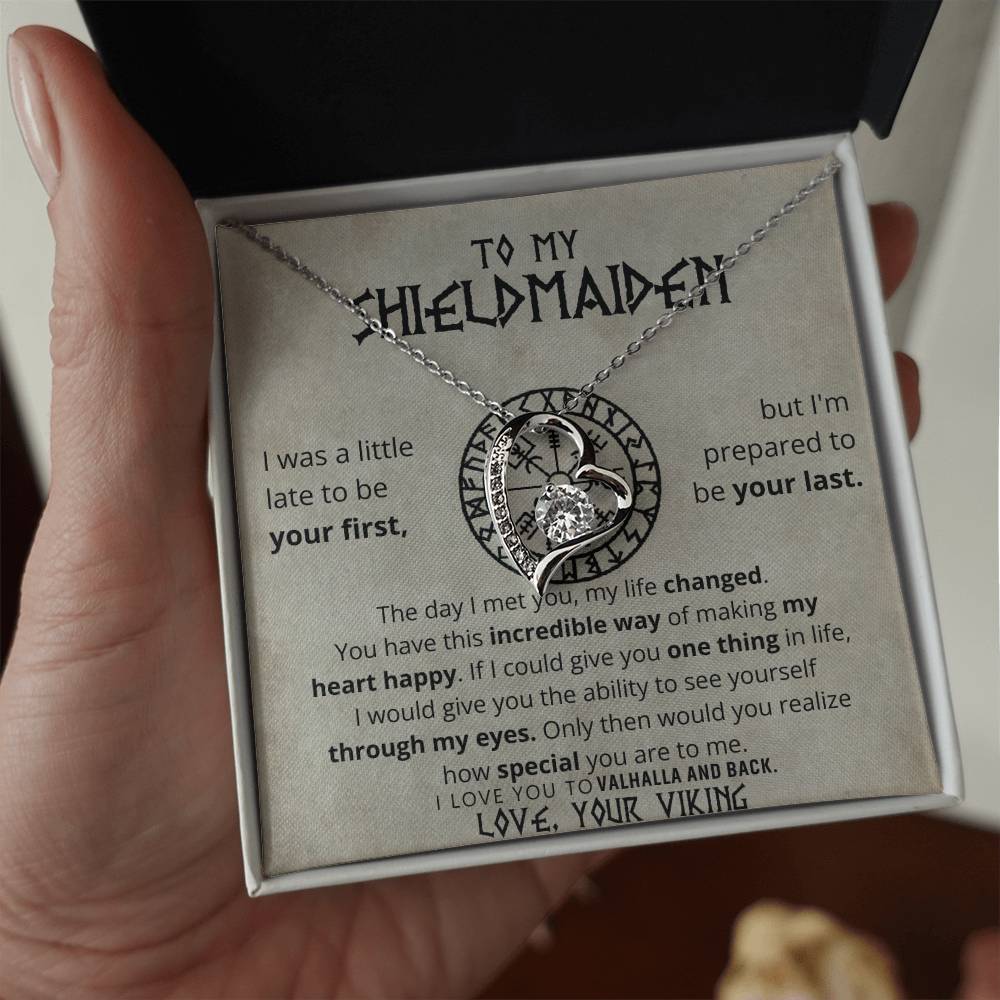 TO MY
SHIELDMAIDEN
I was a little
late to be
your first,
but I'm
prepared to
be your last.
The day I met you, my life changed.
You have this incredible way of making my
heart happy. If I could give you one thing in life,
I would give you the ability to see yourself
through my eyes. Only then would you realize
how special you are to me.
I LOVE YOU TO VALHALLA AND BACK.
LOVE, YOUR VIKING